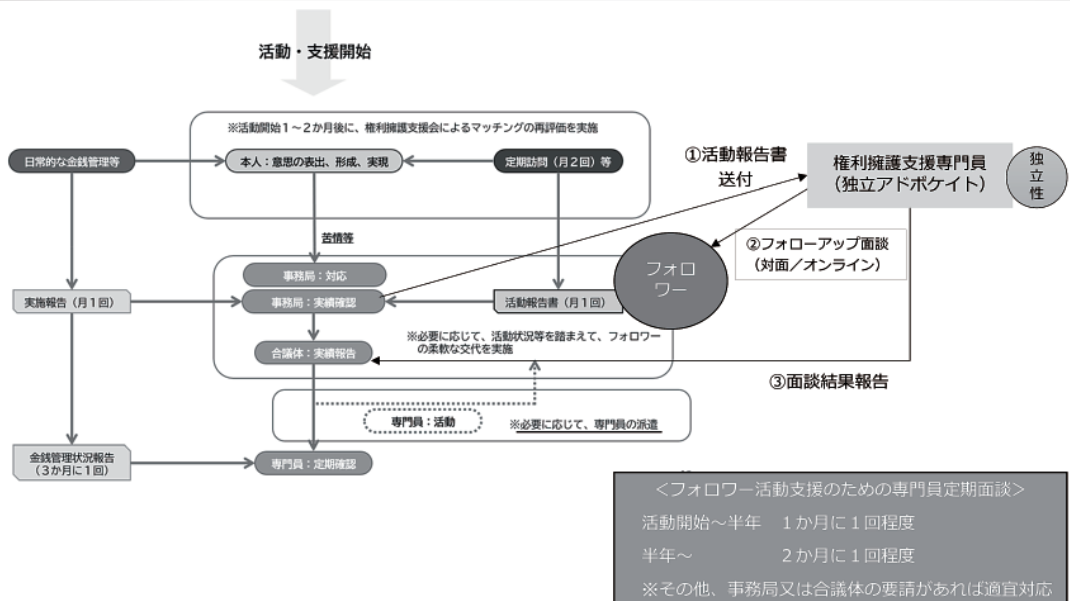 活動・支援開始
※活動開始1~2か月後に、権利擁護支援会によるマッチングの再評価を実施
日常的な金銭管理等
本人:意思の表出、形成、実現
定期訪問(月2回)等
①活動報告書
送付
権利擁護支援専門員
(独立アドボケイト)
独
立
性
苦情等
②フォローアップ面談
(対面/オンライン)
フォロ
ワー
事務局:対応
実施報告(月1回)
事務局:実績確認
活動報告書(月1回)
※必要に応じて、活動状況等を踏まえて、フォロワー
の柔軟な交代を実施
合議体:実績報告
③面談結果報告
専門員:活動
※必要に応じて、専門員の派遣
金銭管理状況報告
(3か月に1回)
専門員:定期確認
<フォロワー活動支援のための専門員定期面談>
活動開始~半年 1か月に1回程度
半年~ 2か月に1回程度
※その他、事務局又は合議体の要請があれば適宜対応